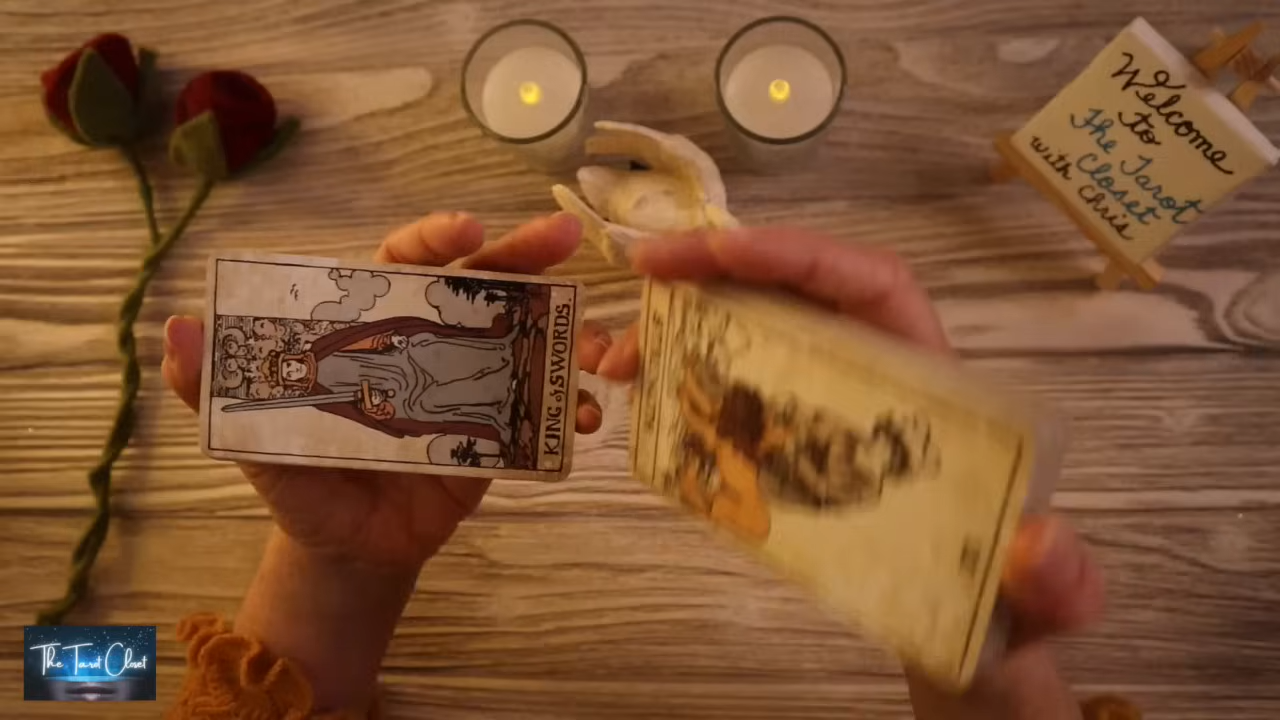 Welcome
to
The Tarot
Closet
with Chris
KING of SWORDS.
The Tarot Closet